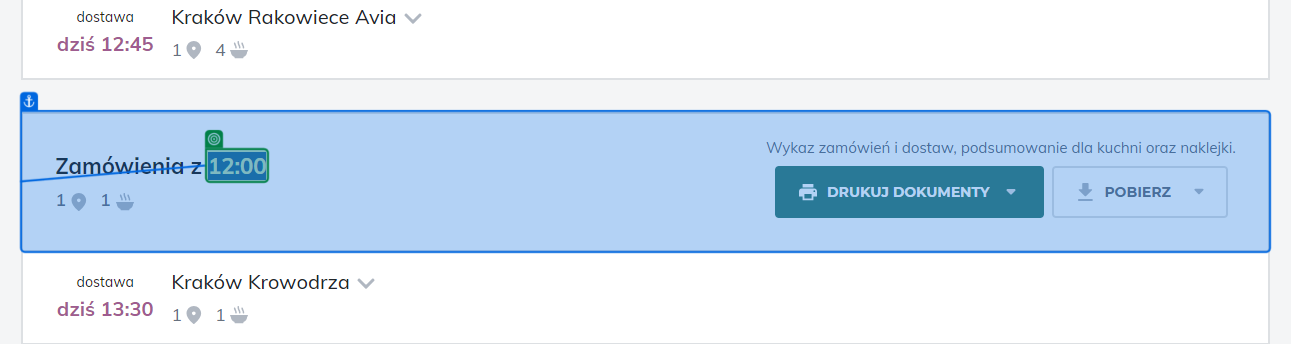 dostawa
Kraków Rakowiece Avia
dziś 12:45
1 4
Zamówienia z 12:00
Wykaz zamówień i dostaw, podsumowanie dla kuchni oraz naklejki.
1 1
DRUKUJ DOKUMENTY
POBIERZ
dostawa
Kraków Krowodrza
dziś 13:30
1 1